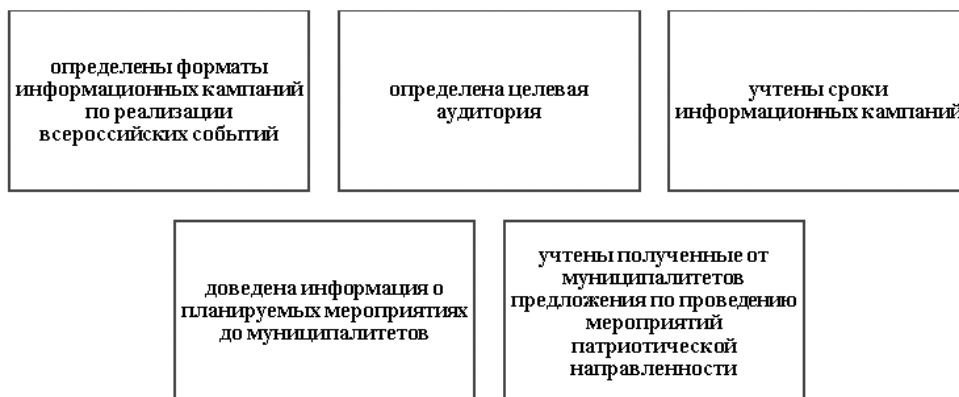 определены форматы
информационных кампаний
по реализации
всероссийских событий
определена целевая
аудитория
учтены сроки
информационных кампаний
доведена информация о
планируемых мероприятиях
до муниципалитетов
учтены полученные от
муниципалитетов
предложения по проведению
мероприятий
патриотической
направленности